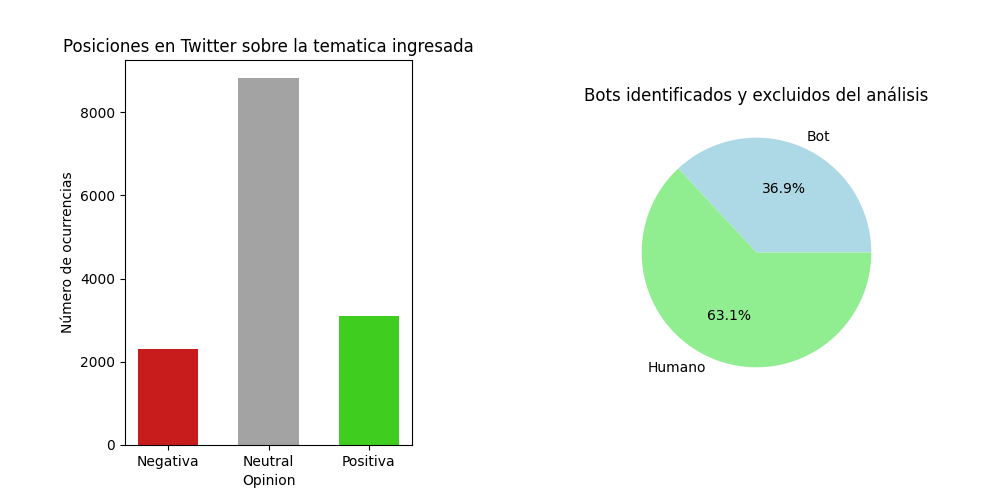 Posiciones en Twitter sobre la tematica ingresada
Número de ocurrencias
8000
6000
4000
2000
0
Negativa
Neutral
Positiva
Opinion
Bots identificados y excluidos del análisis
Bot
36.9%
63.1%
Humano